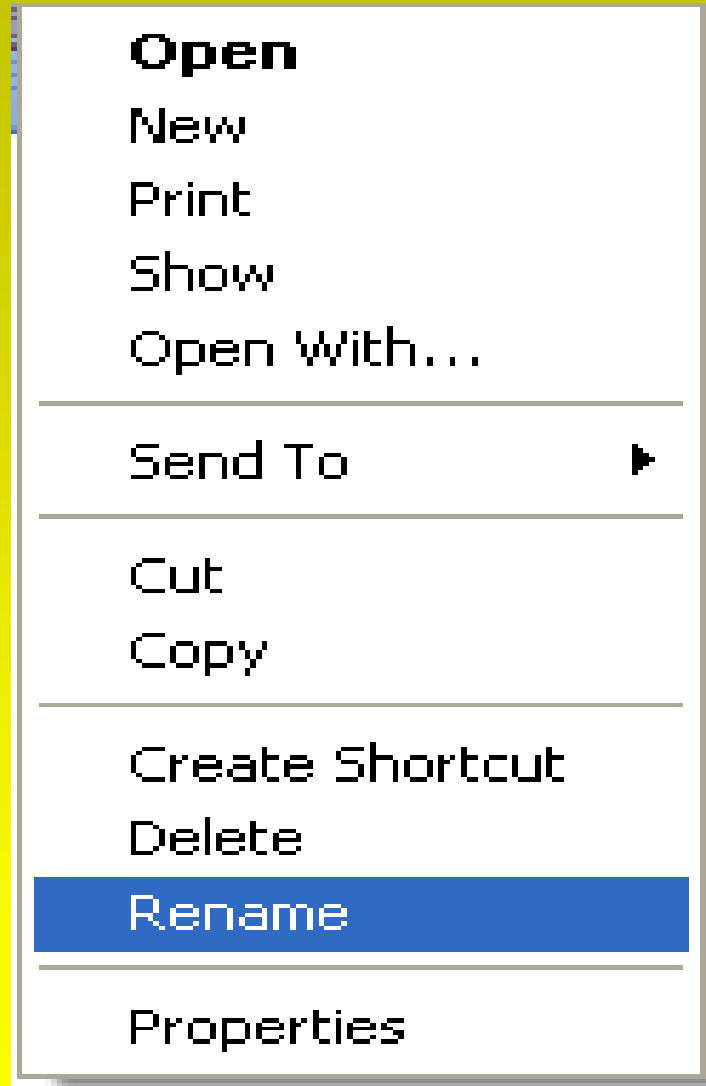 Open
New
Print
Show
Open With...
Send To
Cut
Copy
Create Shortcut
Delete
Rename
Properties